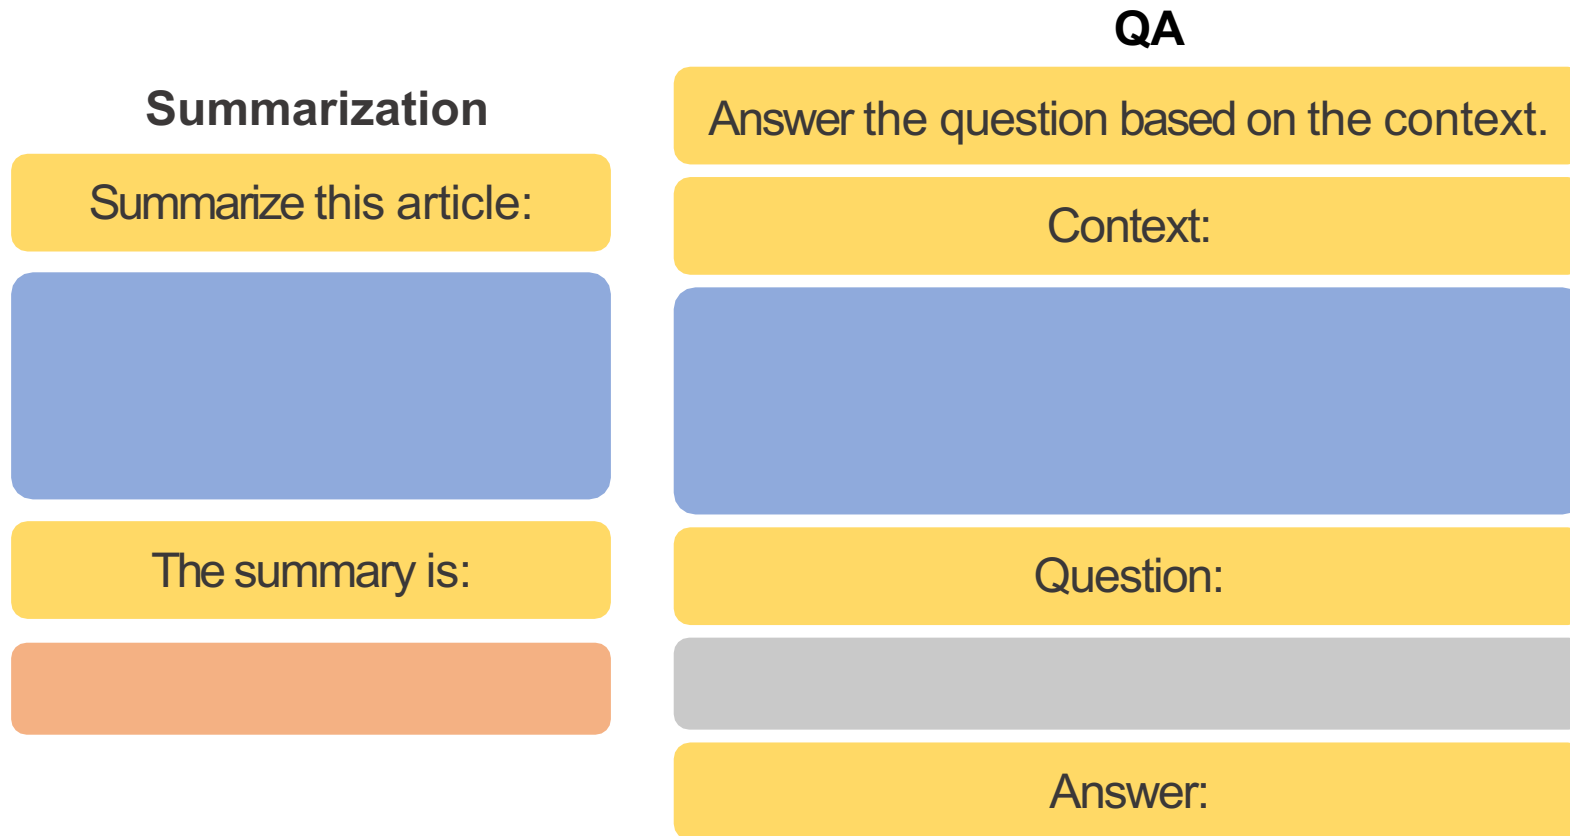 Summarization
Summarize this article:
The summary is:
QA
Answer the question based on the context.
Context:
Question:
Answer: